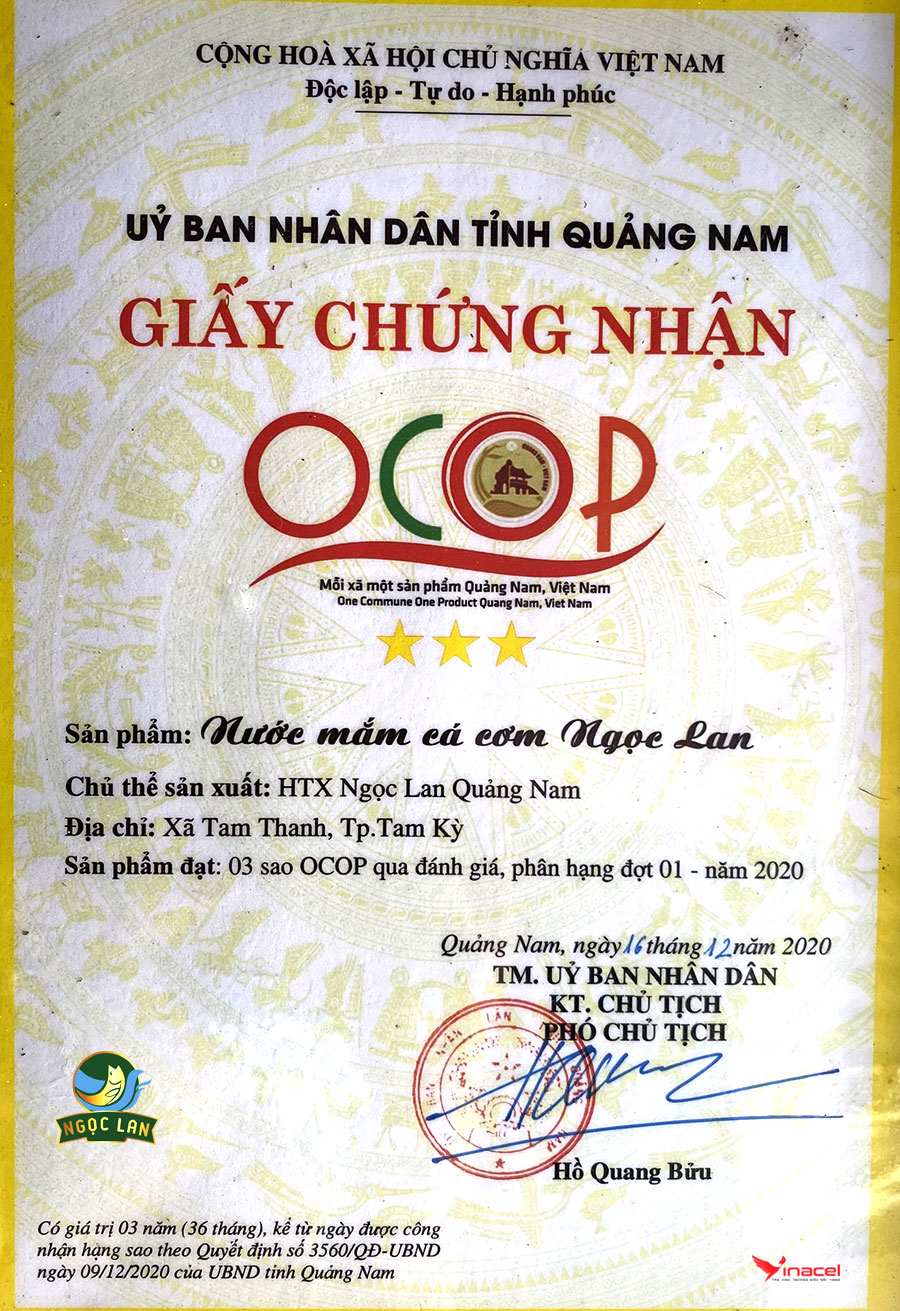 CỘNG HOÀ XÃ HỘI CHỦ NGHĨA VIỆT NAM
Độc lập - Tự do - Hạnh phúc
UỶ BAN NHÂN DÂN TỈNH QUẢNG NAM
GIẤY CHỨNG NHẬN
OCOP
Mỗi xã một sản phẩm Quảng Nam, Việt Nam
One Commune One Product Quang Nam, Viet Nam
Sản phẩm: Nước mắm cá cơm Ngọc Lan
Chủ thể sản xuất: HTX Ngọc Lan Quảng Nam
Địa chỉ: Xã Tam Thanh, Tp.Tam Kỳ
Sản phẩm đạt: 03 sao OCOP qua đánh giá, phân hạng đợt 01 - năm 2020
Quảng Nam, ngày 16 tháng 12 năm 2020
TM. UỶ BAN NHÂN DÂN
KT. CHỦ TỊCH
PHÓ CHỦ TỊCH
NGỌC LAN
Hồ Quang Bửu
Có giá trị 03 năm (36 tháng), kể từ ngày được công
nhận hạng sao theo Quyết định số 3560/QĐ-UBND
ngày 09/12/2020 của UBND tỉnh Quảng Nam
Vinacel